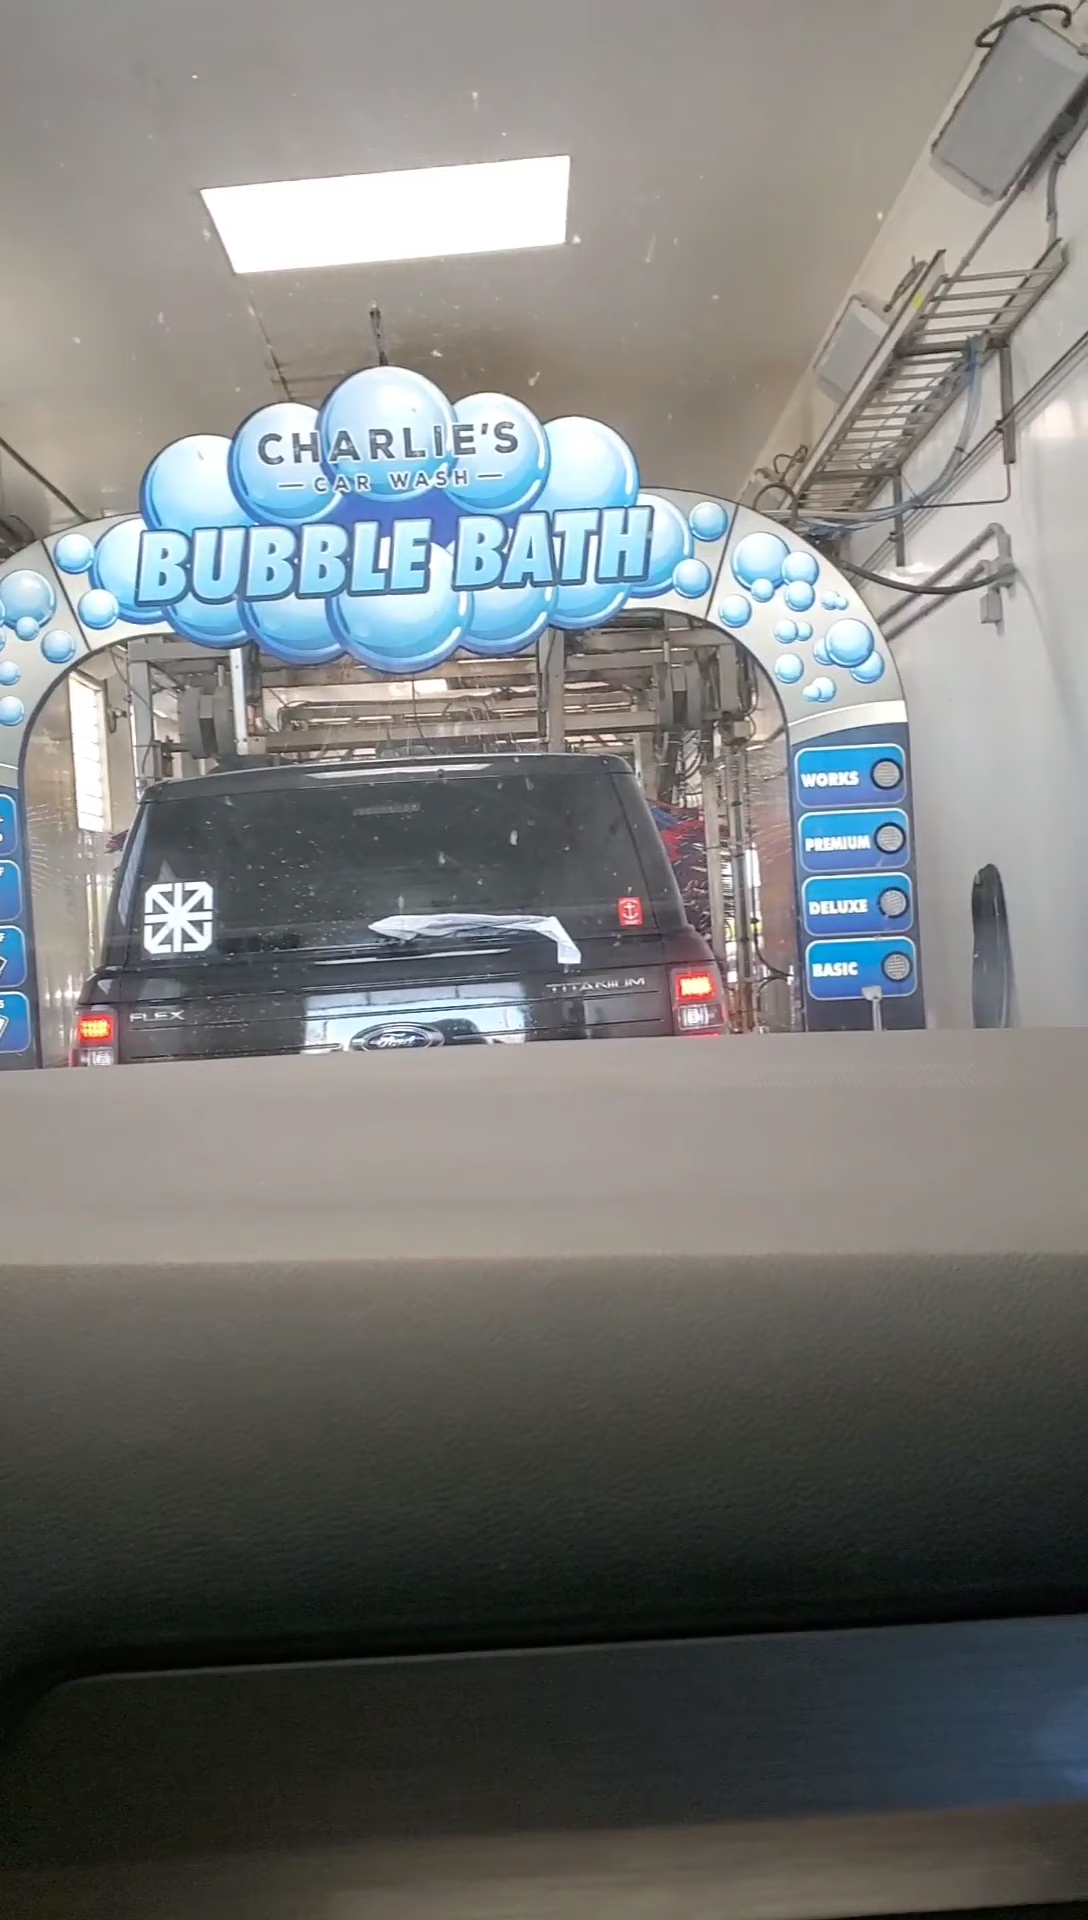 CHARLIE'S
CAR WASH
BUBBLE BATH
WORKS
PREMIUM
DELUXE
BASIC
TITANIUM
FLEX
Ford